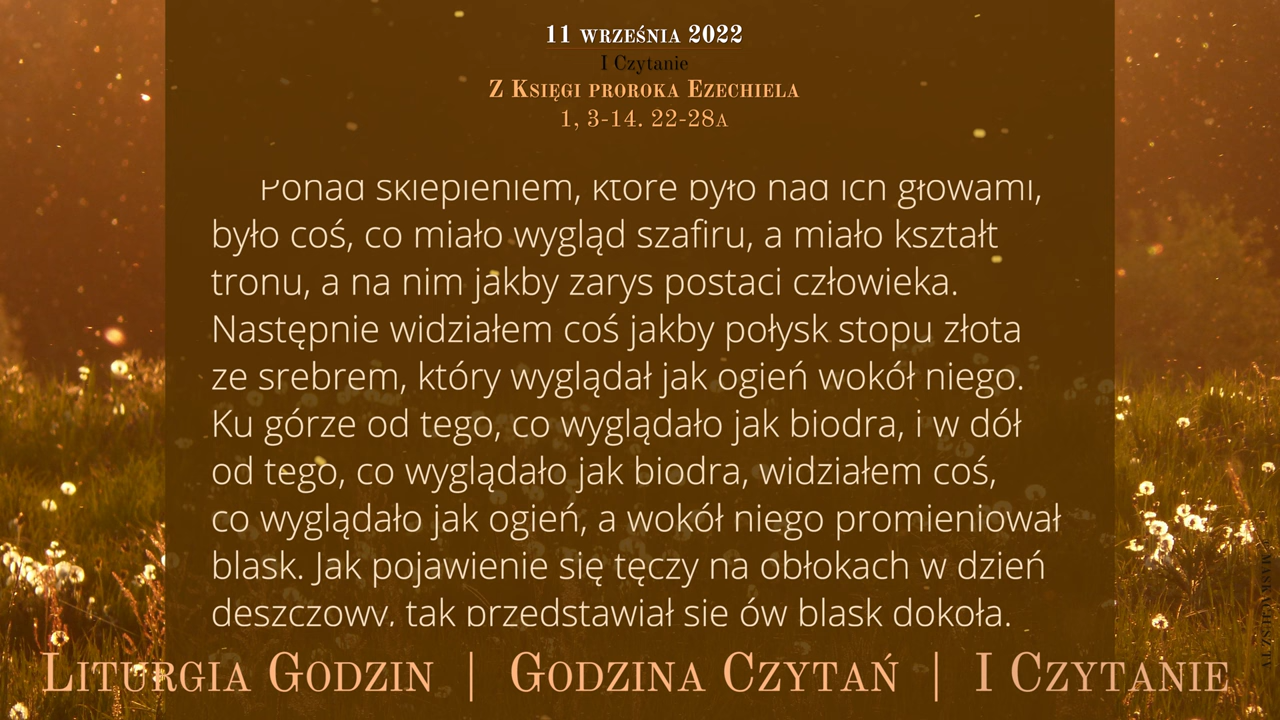 11 września 2022
I Czytanie
Z Księgi proroka Ezechiela
1, 3-14. 22-28a
Ponad sklepieniem, które było nad ich głowami,
było coś, co miało wygląd szafiru, a miało kształt
tronu, a na nim jakby zarys postaci człowieka.
Następnie widziałem coś jakby połysk stopu złota
ze srebrem, który wyglądał jak ogień wokół niego.
Ku górze od tego, co wyglądało jak biodra, i w dół
od tego, co wyglądało jak biodra, widziałem coś,
co wyglądało jak ogień, a wokół niego promieniował
blask. Jak pojawienie się tęczy na obłokach w dzień
deszczowy, tak przedstawiał się ów blask dokoła.
Liturgia Godzin | Godzina Czytań | I Czytanie